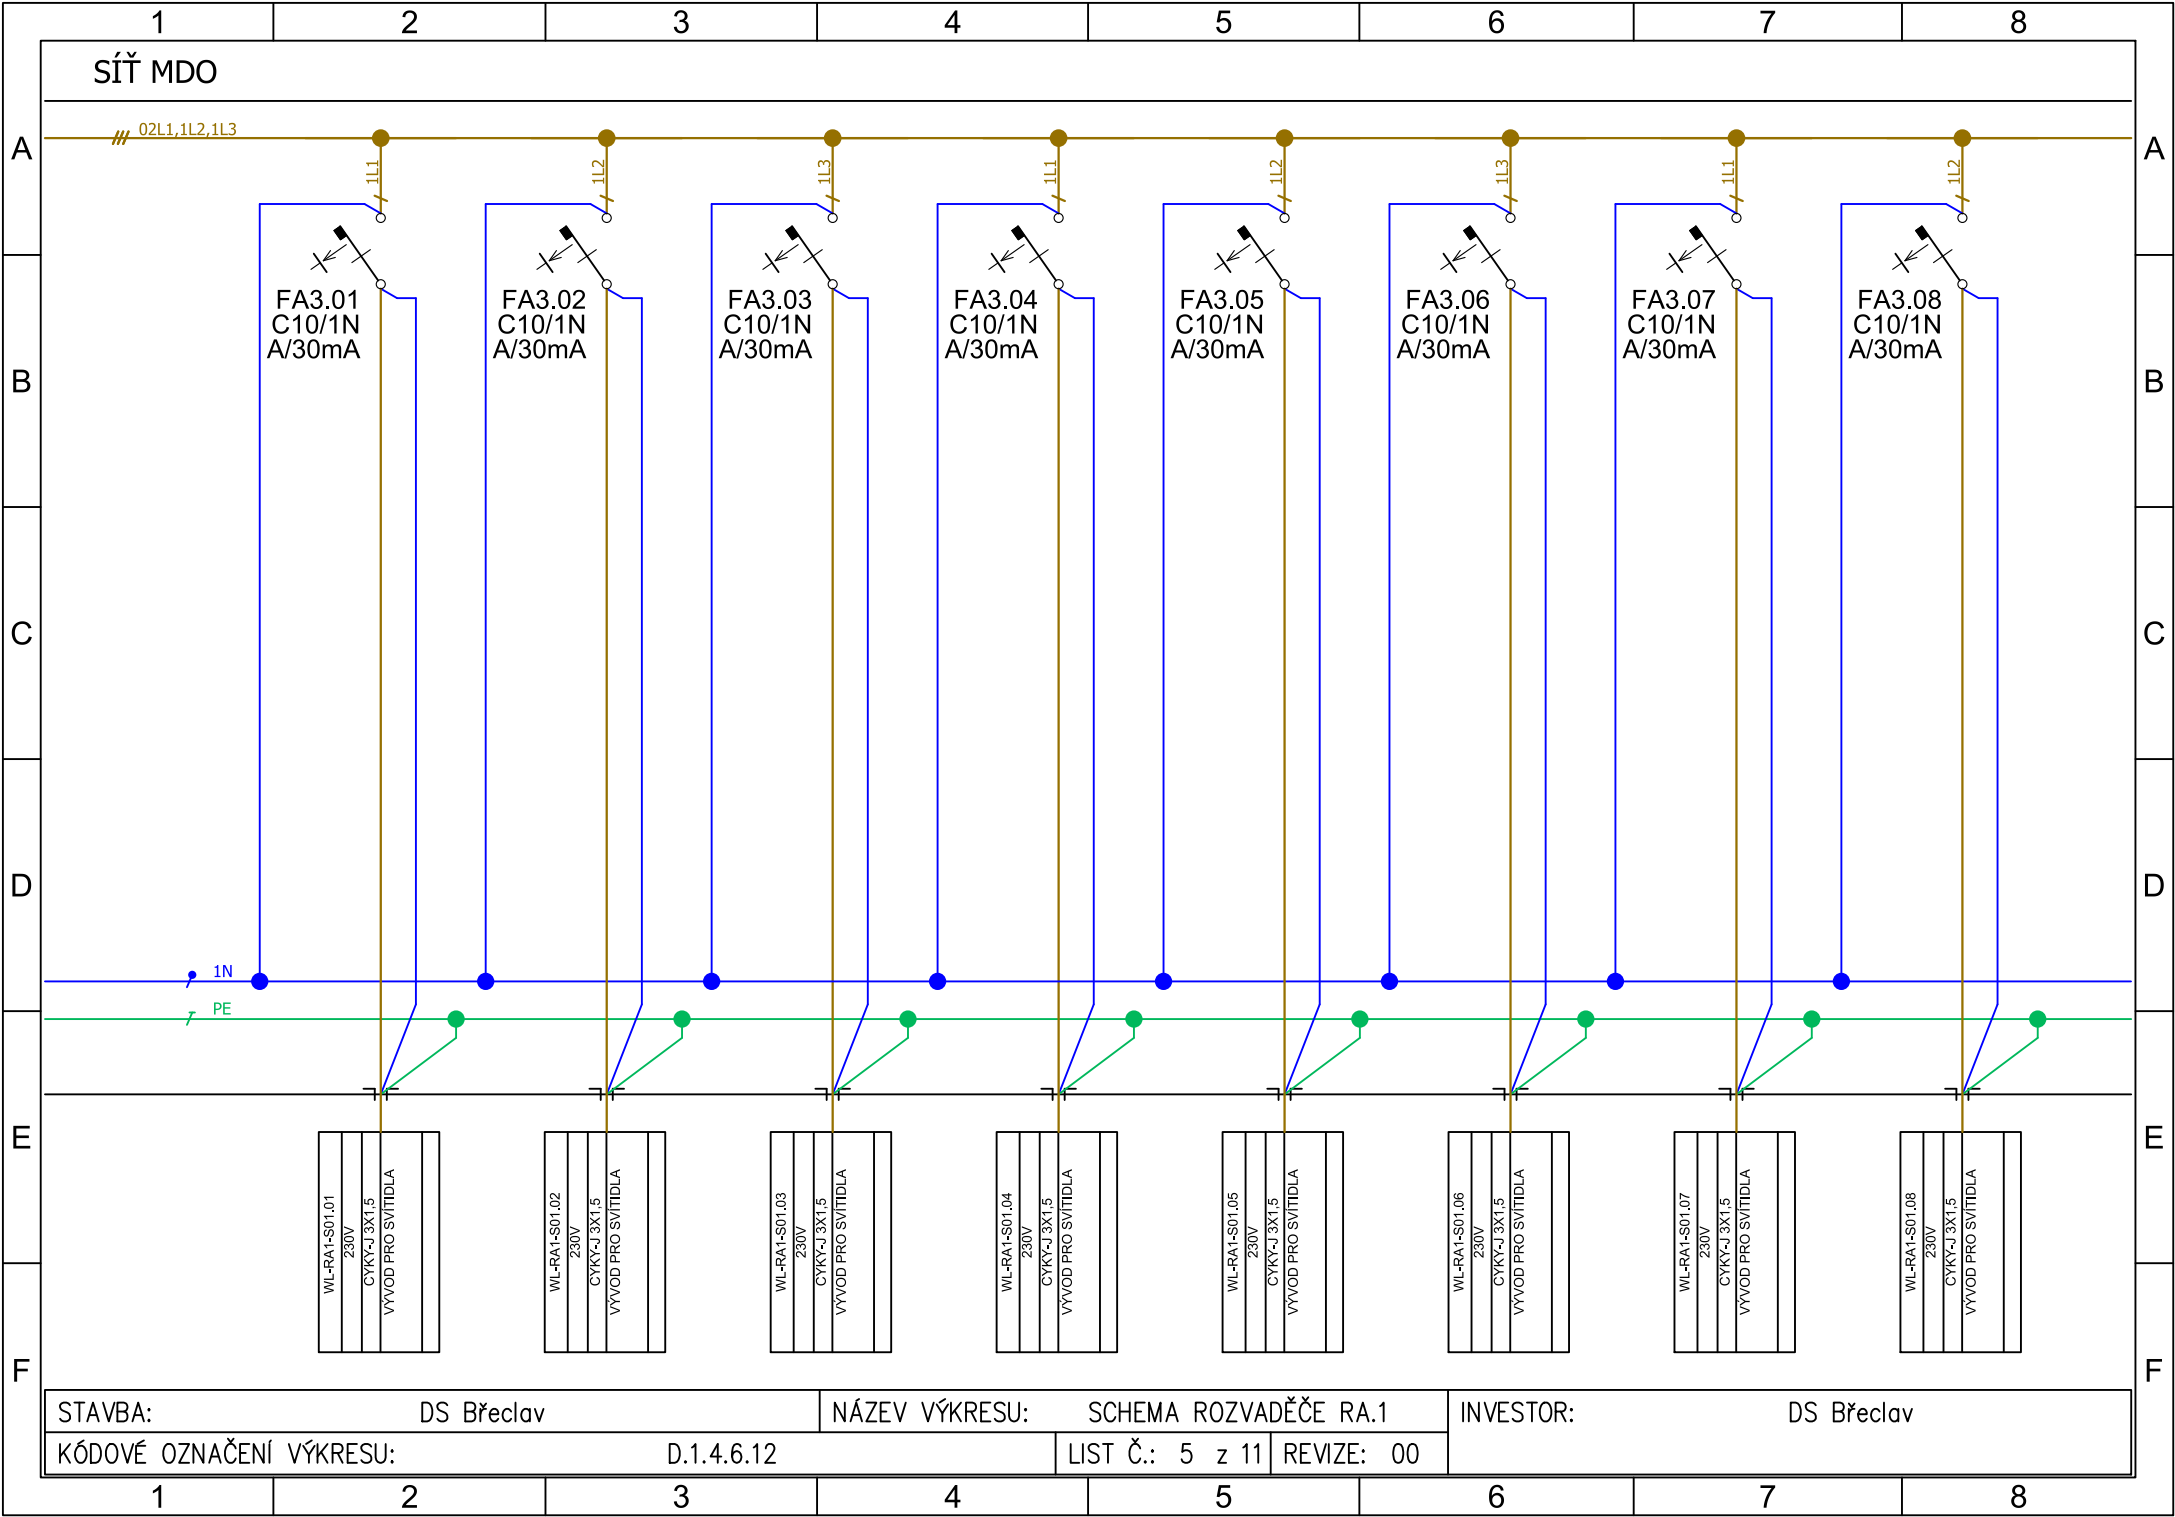 1 2 3 4 5 6 7 8
SÍŤ MDO
A A
02L1,1L2,1L3
1L1 1L2 1L3 1L1 1L2 1L3 1L1 1L2
FA3.01 FA3.02 FA3.03 FA3.04 FA3.05 FA3.06 FA3.07 FA3.08
C10/1N C10/1N C10/1N C10/1N C10/1N C10/1N C10/1N C10/1N
A/30mA A/30mA A/30mA A/30mA A/30mA A/30mA A/30mA A/30mA
B B
C C
D D
1N
PE
E E
WL-RA1-S01.01
230V
CYKY-J 3X1,5
VÝVOD PRO SVÍTIDLA
WL-RA1-S01.02
230V
CYKY-J 3X1,5
VÝVOD PRO SVÍTIDLA
WL-RA1-S01.03
230V
CYKY-J 3X1,5
VÝVOD PRO SVÍTIDLA
WL-RA1-S01.04
230V
CYKY-J 3X1,5
VÝVOD PRO SVÍTIDLA
WL-RA1-S01.05
230V
CYKY-J 3X1,5
VÝVOD PRO SVÍTIDLA
WL-RA1-S01.06
230V
CYKY-J 3X1,5
VÝVOD PRO SVÍTIDLA
WL-RA1-S01.07
230V
CYKY-J 3X1,5
VÝVOD PRO SVÍTIDLA
WL-RA1-S01.08
230V
CYKY-J 3X1,5
VÝVOD PRO SVÍTIDLA
F F
STAVBA: DS Břeclav NÁZEV VÝKRESU: SCHEMA ROZVADĚČE RA.1 INVESTOR: DS Břeclav
KÓDOVÉ OZNAČENÍ VÝKRESU: D.1.4.6.12 LIST Č.: 5 z 11 REVIZE: 00
1 2 3 4 5 6 7 8